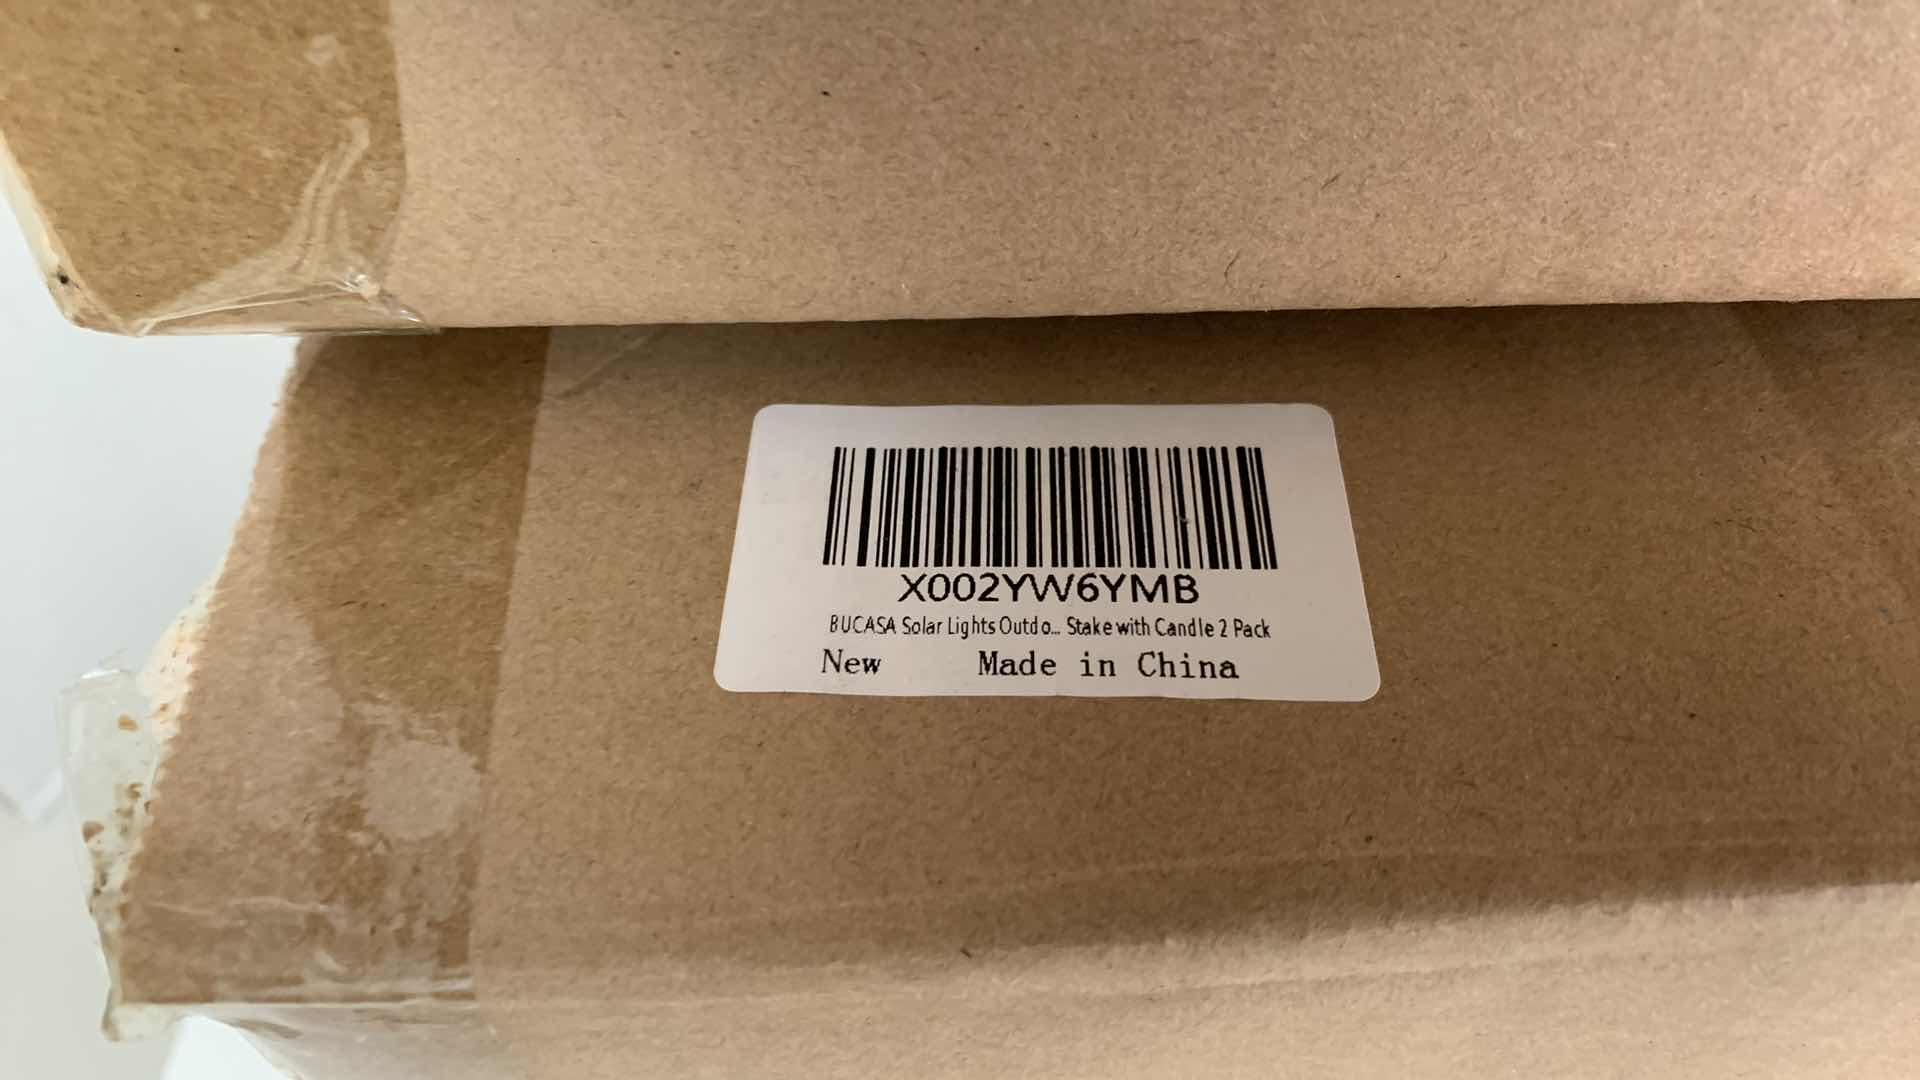 X002YW6YMB
BUCASA Solar Lights Outdo... Stake with Candle 2 Pack
New Made in China